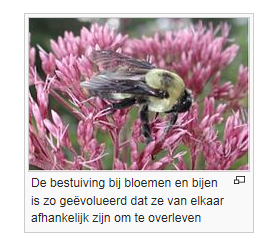 De bestuiving bij bloemen en bijen
is zo geëvolueerd dat ze van elkaar
afhankelijk zijn om te overleven